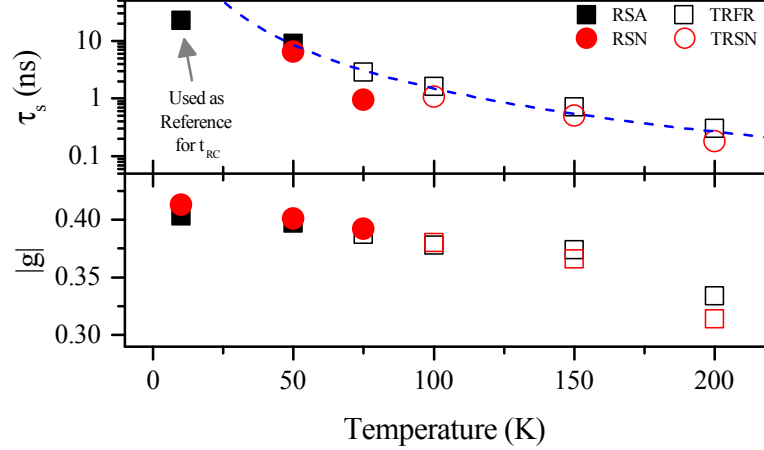 RSA
TRFR
RSN
TRSN
10
1
0.1
τs (ns)
Used as
Reference
for tRC
0.40
0.35
0.30
|g|
0
50
100
150
200
Temperature (K)